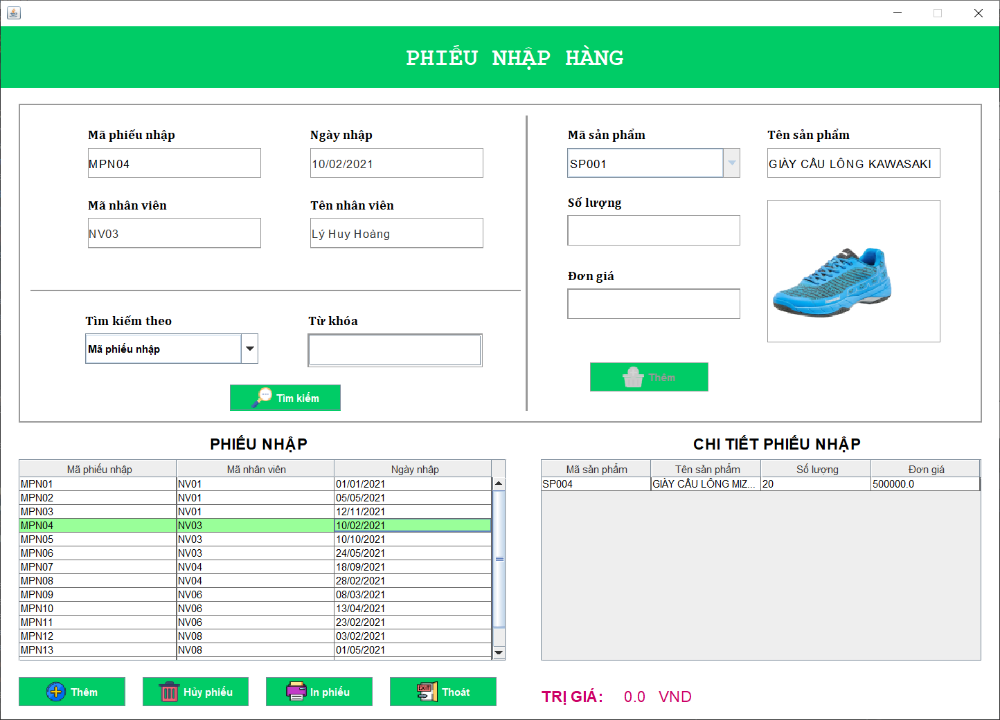 PHIẾU NHẬP HÀNG
Mã phiếu nhập
MPN04
Ngày nhập
10/02/2021
Mã nhân viên
NV03
Tên nhân viên
Lý Huy Hoàng
Tìm kiếm theo
Mã phiếu nhập
Từ khóa
Tìm kiếm
Mã sản phẩm
SP001
Tên sản phẩm
GIÀY CẦU LÔNG KAWASAKI
Số lượng
Đơn giá
Thêm
PHIẾU NHẬP
Mã phiếu nhập Mã nhân viên Ngày nhập
MPN01 NV01 01/01/2021
MPN02 NV01 05/05/2021
MPN03 NV01 12/11/2021
MPN04 NV03 10/02/2021
MPN05 NV03 10/10/2021
MPN06 NV03 24/05/2021
MPN07 NV04 18/09/2021
MPN08 NV04 28/02/2021
MPN09 NV06 08/03/2021
MPN10 NV06 13/04/2021
MPN11 NV06 23/02/2021
MPN12 NV08 03/02/2021
MPN13 NV08 01/05/2021
CHI TIẾT PHIẾU NHẬP
Mã sản phẩm Tên sản phẩm Số lượng Đơn giá
SP004 GIÀY CẦU LÔNG MIZ... 20 500000.0
Thêm
Hủy phiếu
In phiếu
EXIT
Thoát
TRỊ GIÁ: 0.0 VND